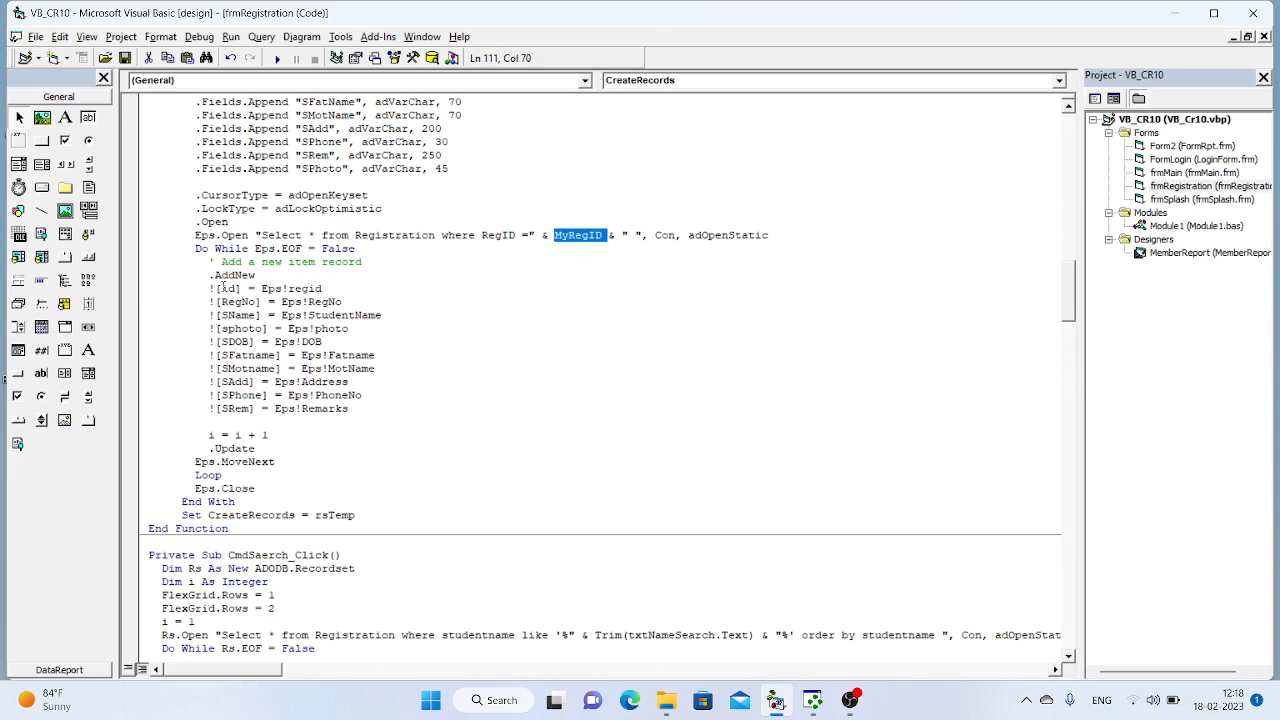 VB_CR10 - Microsoft Visual Basic [design] - [frmRegistration (Code)]
File Edit View Project Format Debug Run Query Diagram Tools Add-Ins Window Help
Ln 111, Col 70
General
(General)
CreateRecords
Project - VB_CR10
.Fields.Append "SFatName", adVarChar, 70
.Fields.Append "SMotName", adVarChar, 70
.Fields.Append "SAdd", adVarChar, 200
.Fields.Append "SPhone", adVarChar, 30
.Fields.Append "SRem", adVarChar, 250
.Fields.Append "SPhoto", adVarChar, 45
.CursorType = adOpenKeyset
.LockType = adLockOptimistic
.Open
Eps.Open "Select * from Registration where RegID =" & MyRegID & " ", Con, adOpenStatic
Do While Eps.EOF = False
' Add a new item record
.AddNew
= Eps!regid
![RegNo] = Eps!RegNo
![SName] = Eps!StudentName
![sphoto] = Eps!photo
![SDOB] = Eps!DOB
![SFatname] = Eps!Fatname
![SMotname] = Eps!MotName
![SAdd] = Eps!Address
![SPhone] = Eps!PhoneNo
![SRem] = Eps!Remarks
i = i + 1
.Update
Eps.MoveNext
Loop
Eps.Close
End With
Set CreateRecords = rsTemp
End Function
Private Sub CmdSaerch_Click()
Dim Rs As New ADODB.Recordset
Dim i As Integer
FlexGrid.Rows = 1
FlexGrid.Rows = 2
i = 1
Rs.Open "Select * from Registration where studentname like '%" & Trim(txtNameSearch.Text) & "%' order by studentname ", Con, adOpenStat
Do While Rs.EOF = False
VB_CR10 (VB_Cr10.vbp)
Forms
Form2 (FormRpt.frm)
FormLogin (LoginForm.frm)
frmMain (frmMain.frm)
frmRegistration (frmRegistratio
frmSplash (frmSplash.frm)
Modules
Module1 (Module1.bas)
Designers
MemberReport (MemberRepor
DataReport
84°F
Sunny
Search
ENG
12:18
18-02-2023
1